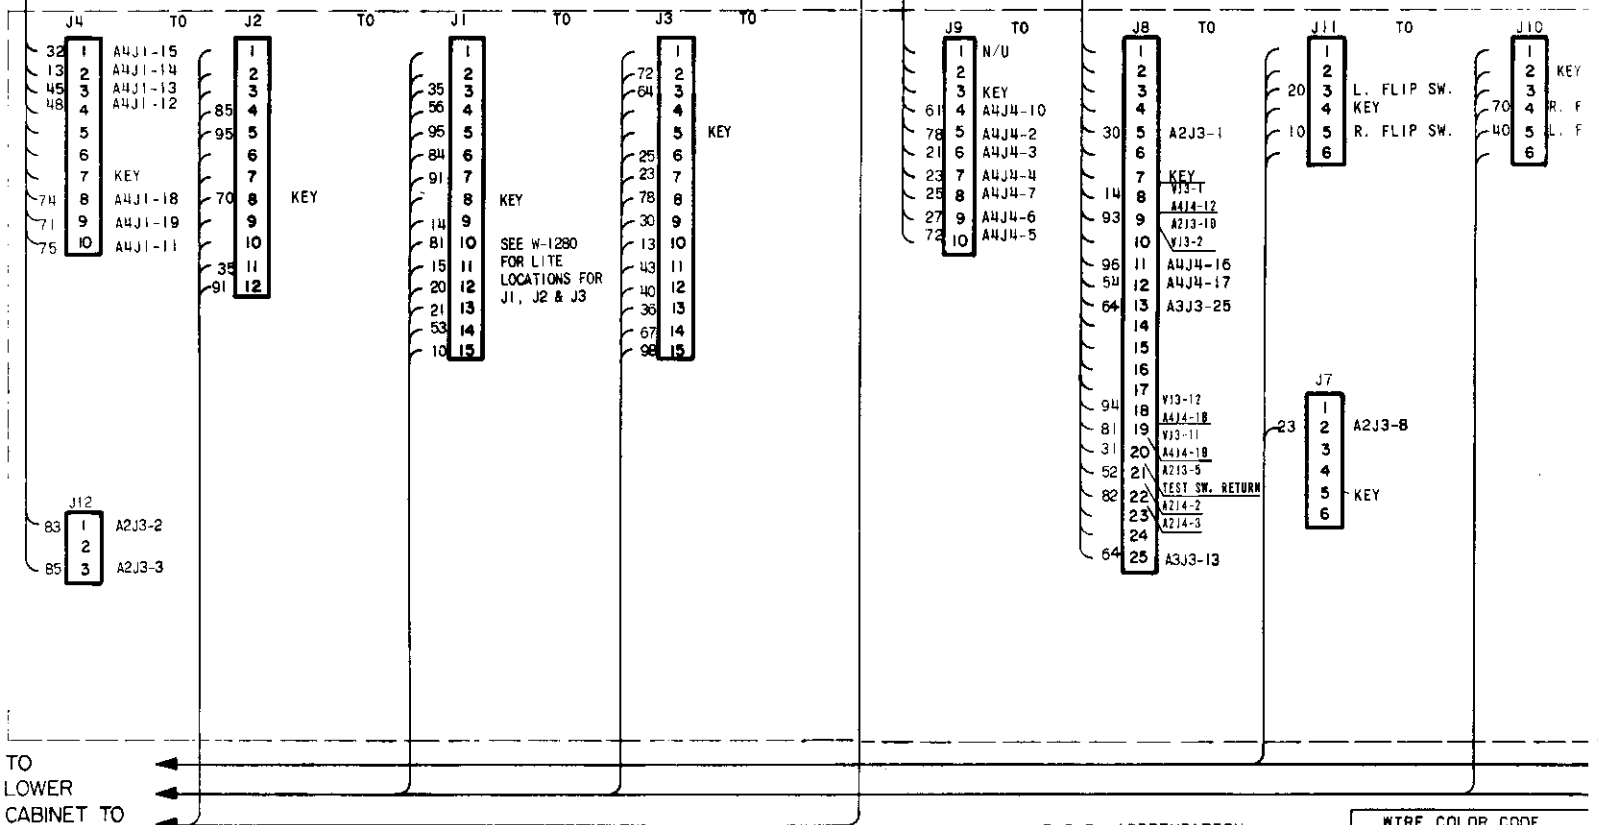 J4 TO J2 TO J1 TO J3 TO
32 1 A4J1-15
13 2 A4J1-14
45 3 A4J1-13
48 4 A4J1-12
5
6
7 KEY
74 8 A4J1-18
71 9 A4J1-19
75 10 A4J1-11
1
2
3
85 4
95 5
6
7
70 8 KEY
9
10
35 11
91 12
1
2
35 3
56 4
95 5
84 6
91 7
8 KEY
14 9
81 10
15 11
20 12
21 13
53 14
10 15
SEE W-1280
FOR LITE
LOCATIONS FOR
J1, J2 & J3
1
72 2
64 3
4
5 KEY
25 6
23 7
78 8
30 9
13 10
43 11
40 12
36 13
67 14
98 15
J12
83 1 A2J3-2
2
85 3 A2J3-3
J9 TO J8 TO J11 TO J10
1 N/U
2
3 KEY
61 4 A4J4-10
78 5 A4J4-2
21 6 A4J4-3
23 7 A4J4-4
25 8 A4J4-7
27 9 A4J4-6
72 10 A4J4-5
1
2
3
4
30 5 A2J3-1
6
7 KEY
14 8 V13-1
A4J4-12
93 9 A2J3-10
10 V13-2
96 11 A4J4-16
54 12 A4J4-17
64 13 A3J3-25
14
15
16
17
94 18 V13-12
A4J4-18
81 19 V13-11
31 20 A4J4-19
52 21 A2J3-5
TEST SW. RETURN
82 22 A2J4-2
23 A2J4-3
24
64 25 A3J3-13
1
2
20 3 L. FLIP SW.
4 KEY
10 5 R. FLIP SW.
6
J7
1
23 2 A2J3-8
3
4
5 KEY
6
1
2 KEY
3
70 4 R. F
40 5 L. F
6
TO
LOWER
CABINET TO
WIRE COLOR CODE